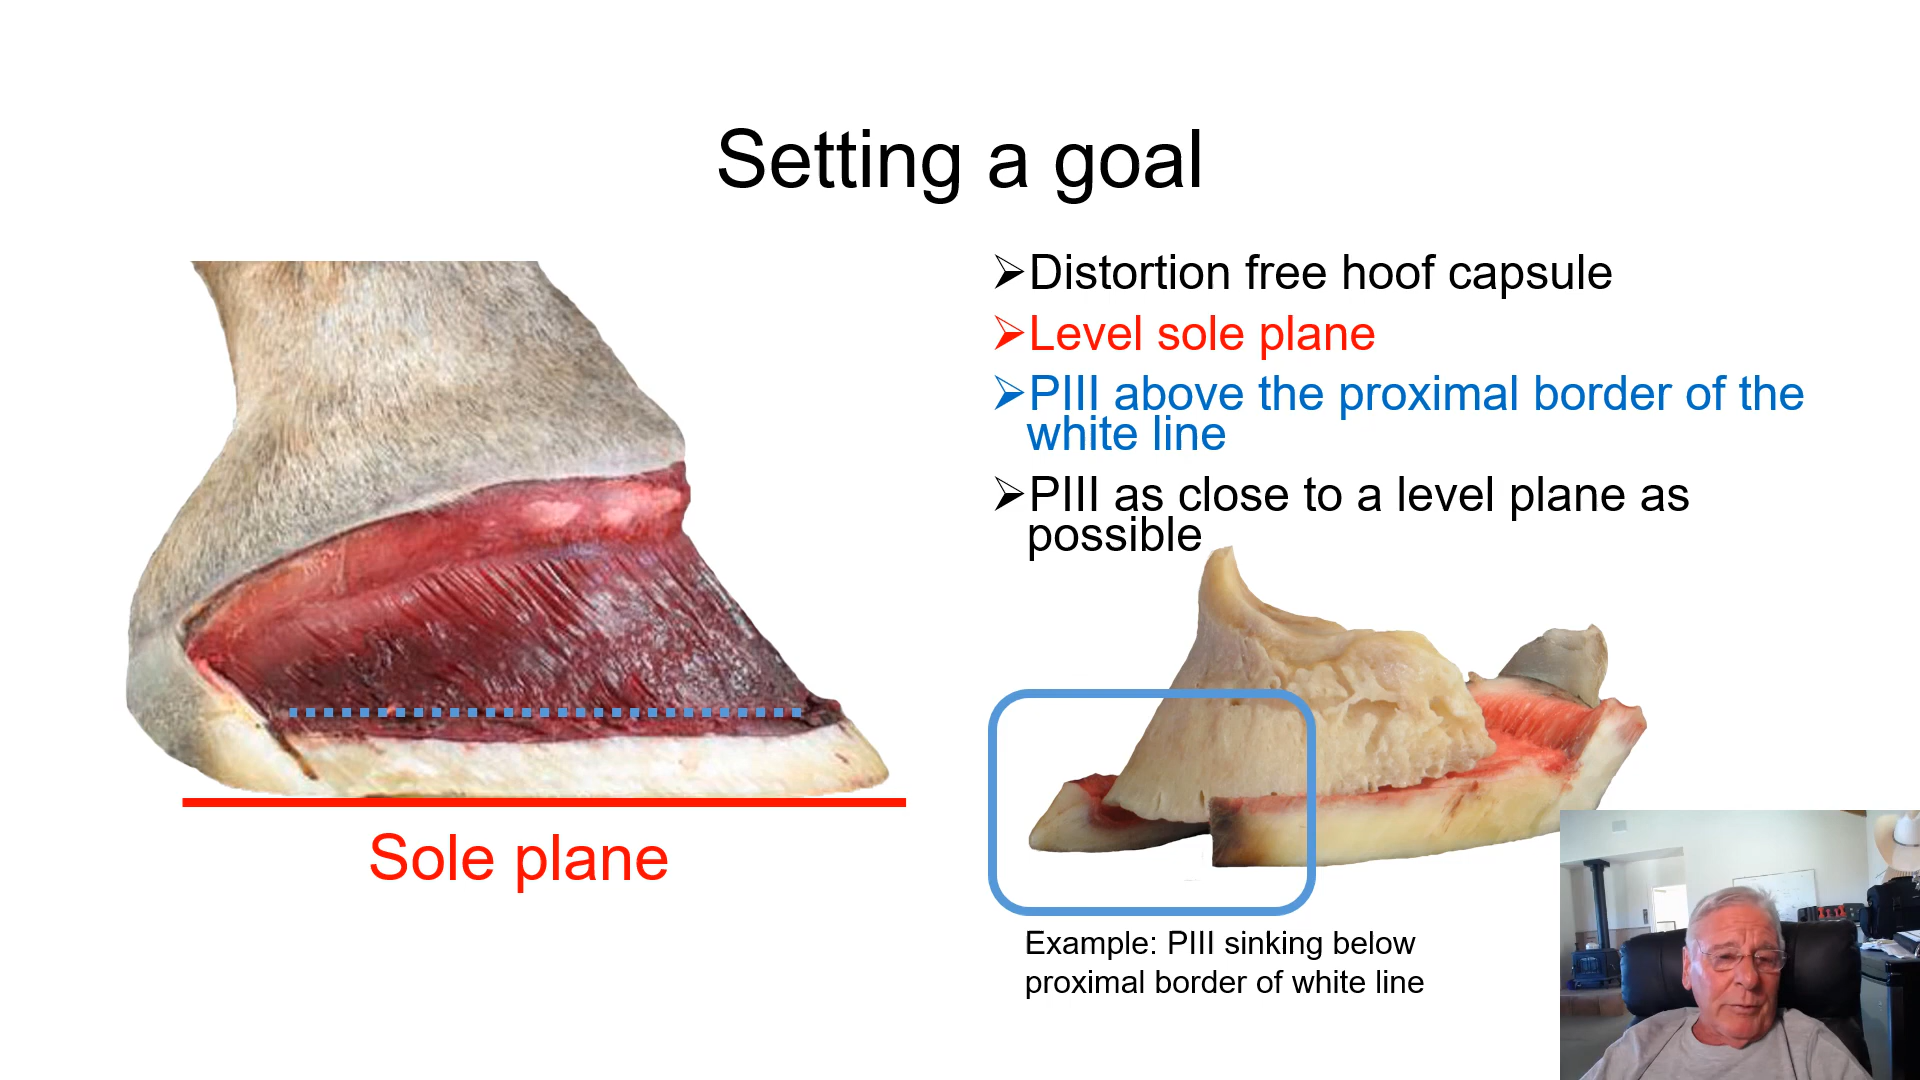 Setting a goal
➢Distortion free hoof capsule
➢Level sole plane
➢PIII above the proximal border of the
white line
➢PIII as close to a level plane as
possible
Sole plane
Example: PIII sinking below
proximal border of white line